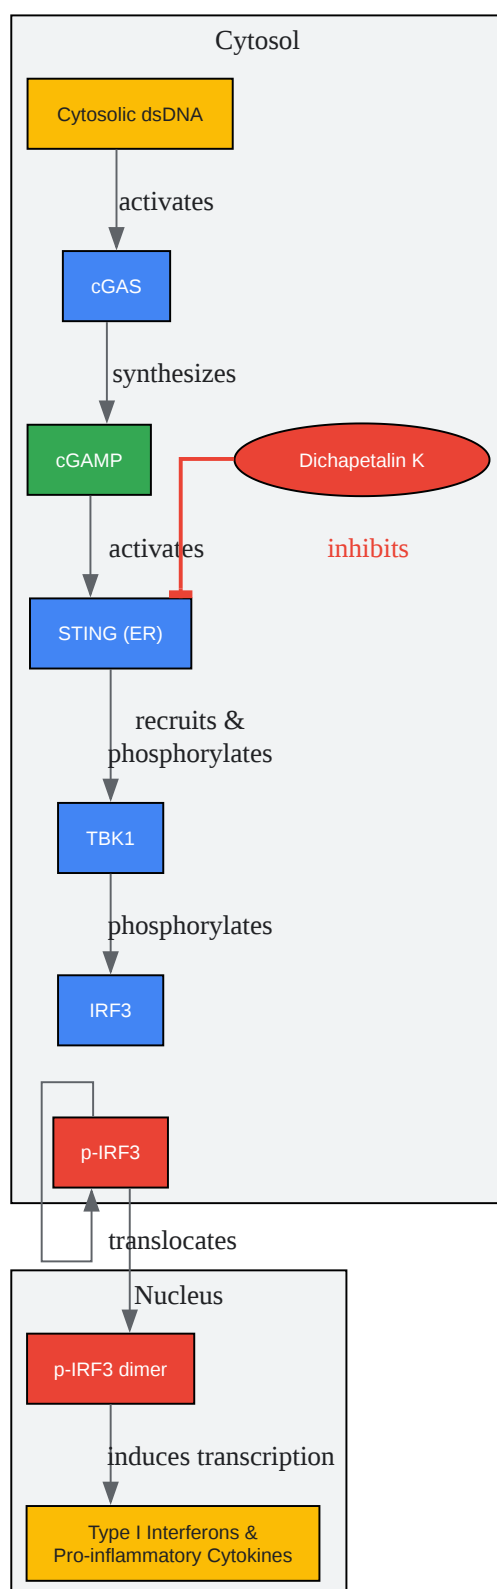 Cytosol
Cytosolic dsDNA
activates
cGAS
synthesizes
cGAMP
Dichapetalin K
activates
inhibits
STING (ER)
recruits &
phosphorylates
TBK1
phosphorylates
IRF3
p-IRF3
translocates
Nucleus
p-IRF3 dimer
induces transcription
Type I Interferons &
Pro-inflammatory Cytokines